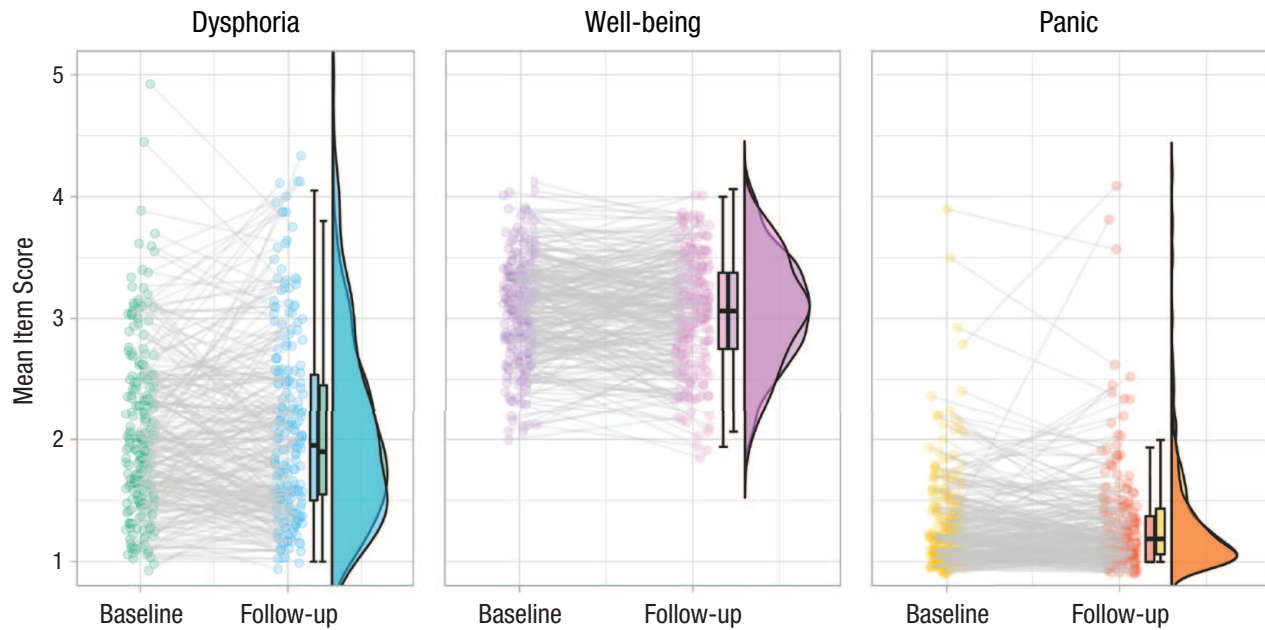 Dysphoria
Well-being
Panic
Mean Item Score
5
4
3
2
1
Baseline
Follow-up
Baseline
Follow-up
Baseline
Follow-up